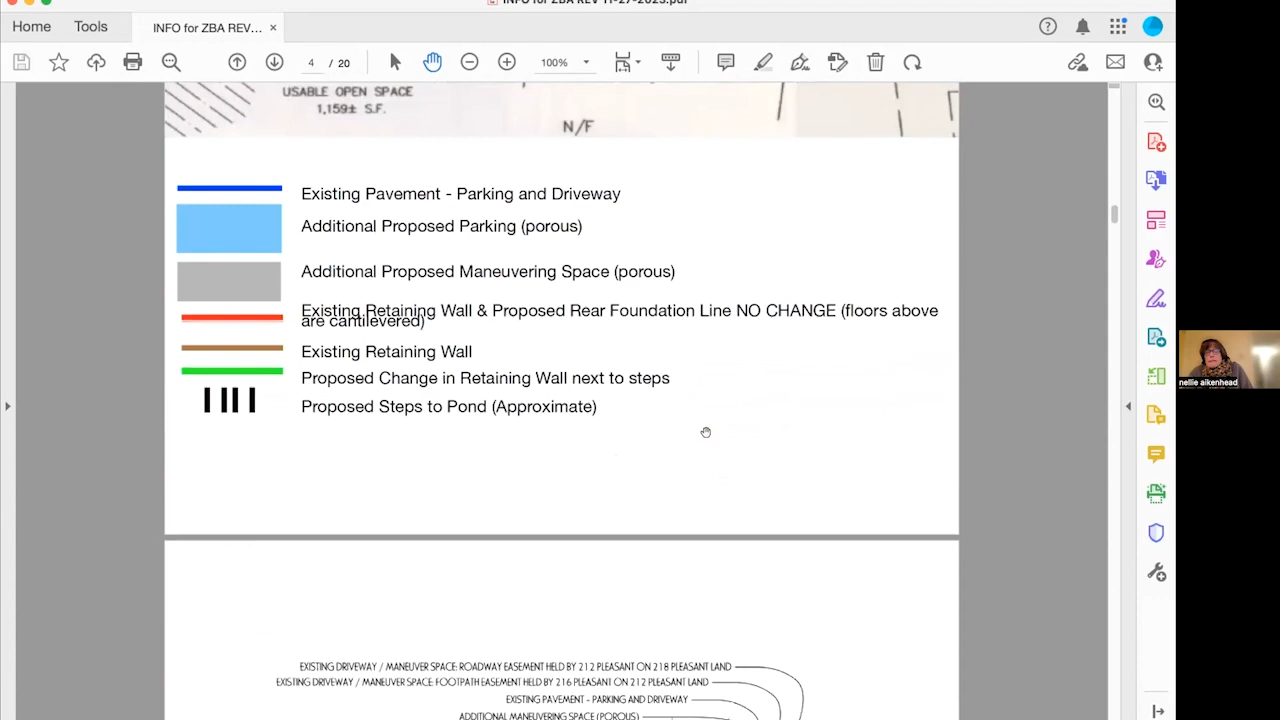 INFO for ZBA REV 11-27-2023.pdf
Home Tools INFO for ZBA REV... ×
4 / 20 100%
USABLE OPEN SPACE
1,159± S.F.
N/F
Existing Pavement - Parking and Driveway
Additional Proposed Parking (porous)
Additional Proposed Maneuvering Space (porous)
Existing Retaining Wall & Proposed Rear Foundation Line NO CHANGE (floors above
are cantilevered)
Existing Retaining Wall
Proposed Change in Retaining Wall next to steps
Proposed Steps to Pond (Approximate)
nellie aikenhead
EXISTING DRIVEWAY / MANEUVER SPACE: ROADWAY EASEMENT HELD BY 212 PLEASANT ON 218 PLEASANT LAND
EXISTING DRIVEWAY / MANEUVER SPACE: FOOTPATH EASEMENT HELD BY 216 PLEASANT ON 212 PLEASANT LAND
EXISTING PAVEMENT - PARKING AND DRIVEWAY
ADDITIONAL MANEUVERING SPACE (POROUS)